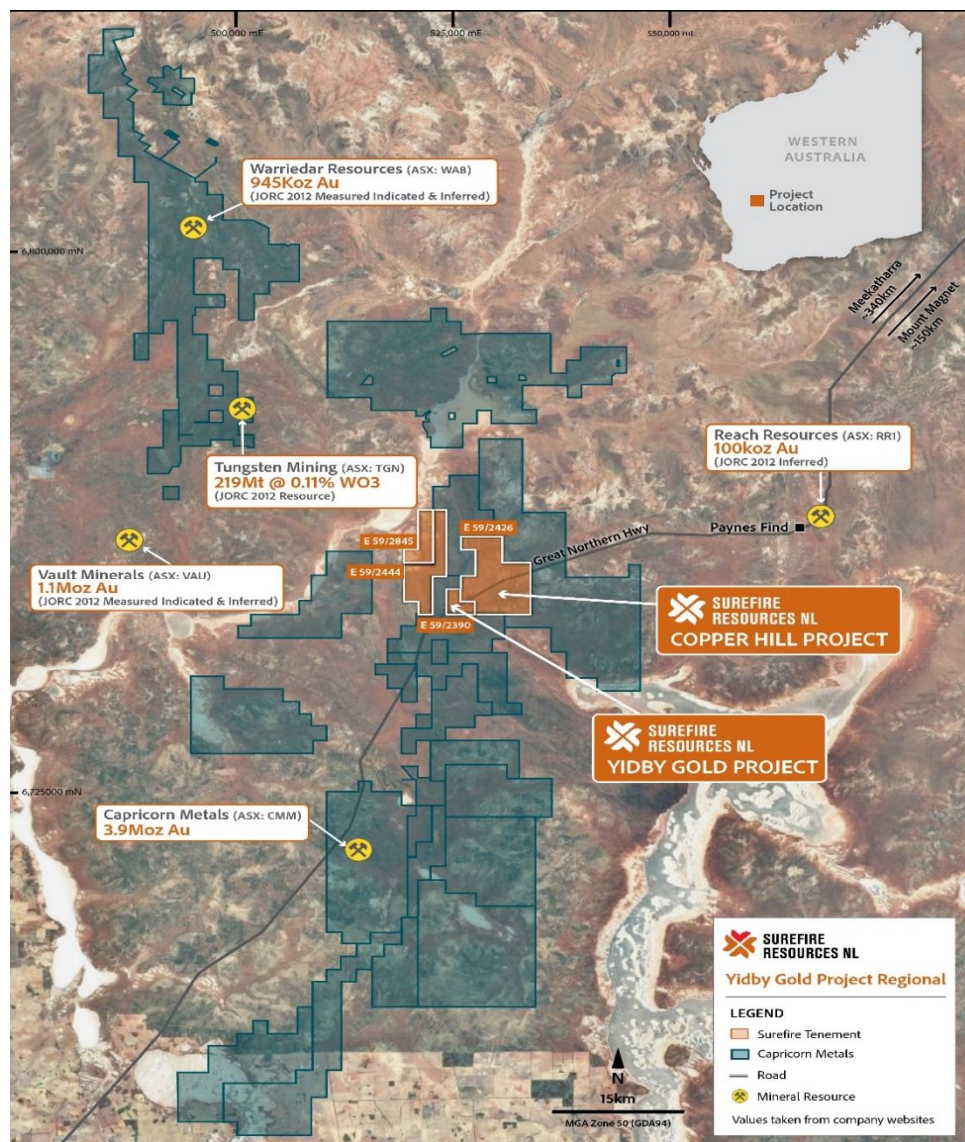 500,000 mE
525,000 mE
550,000 mE
WESTERN
AUSTRALIA
Project
Location
Warriedar Resources (ASX: WA8)
945Koz Au
(JORC 2012 Measured Indicated & Inferred)
6,800,000 mN
Meekatharra
~340km
Mount Magnet
~150km
Tungsten Mining (ASX: TGN)
219Mt @ 0.11% WO3
(JORC 2012 Resource)
Reach Resources (ASX: RR1)
100koz Au
(JORC 2012 Inferred)
Paynes Find
Great Northern Hwy
E 59/2426
E 59/2845
E 59/2444
E 59/2390
Vault Minerals (ASX: VAU)
1.1Moz Au
(JORC 2012 Measured Indicated & Inferred)
SUREFIRE
RESOURCES NL
COPPER HILL PROJECT
SUREFIRE
RESOURCES NL
YIDBY GOLD PROJECT
6,725,000 mN
Capricorn Metals (ASX: CMM)
3.9Moz Au
SUREFIRE
RESOURCES NL
Yidby Gold Project Regional
LEGEND
Surefire Tenement
Capricorn Metals
Road
Mineral Resource
Values taken from company websites
N
15km
MGA Zone 50 (GDA94)